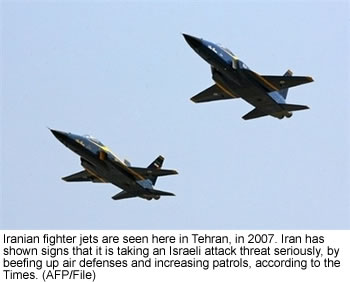 Iranian fighter jets are seen here in Tehran, in 2007. Iran has
shown signs that it is taking an Israeli attack threat seriously, by
beefing up air defenses and increasing patrols, according to the
Times. (AFP/File)